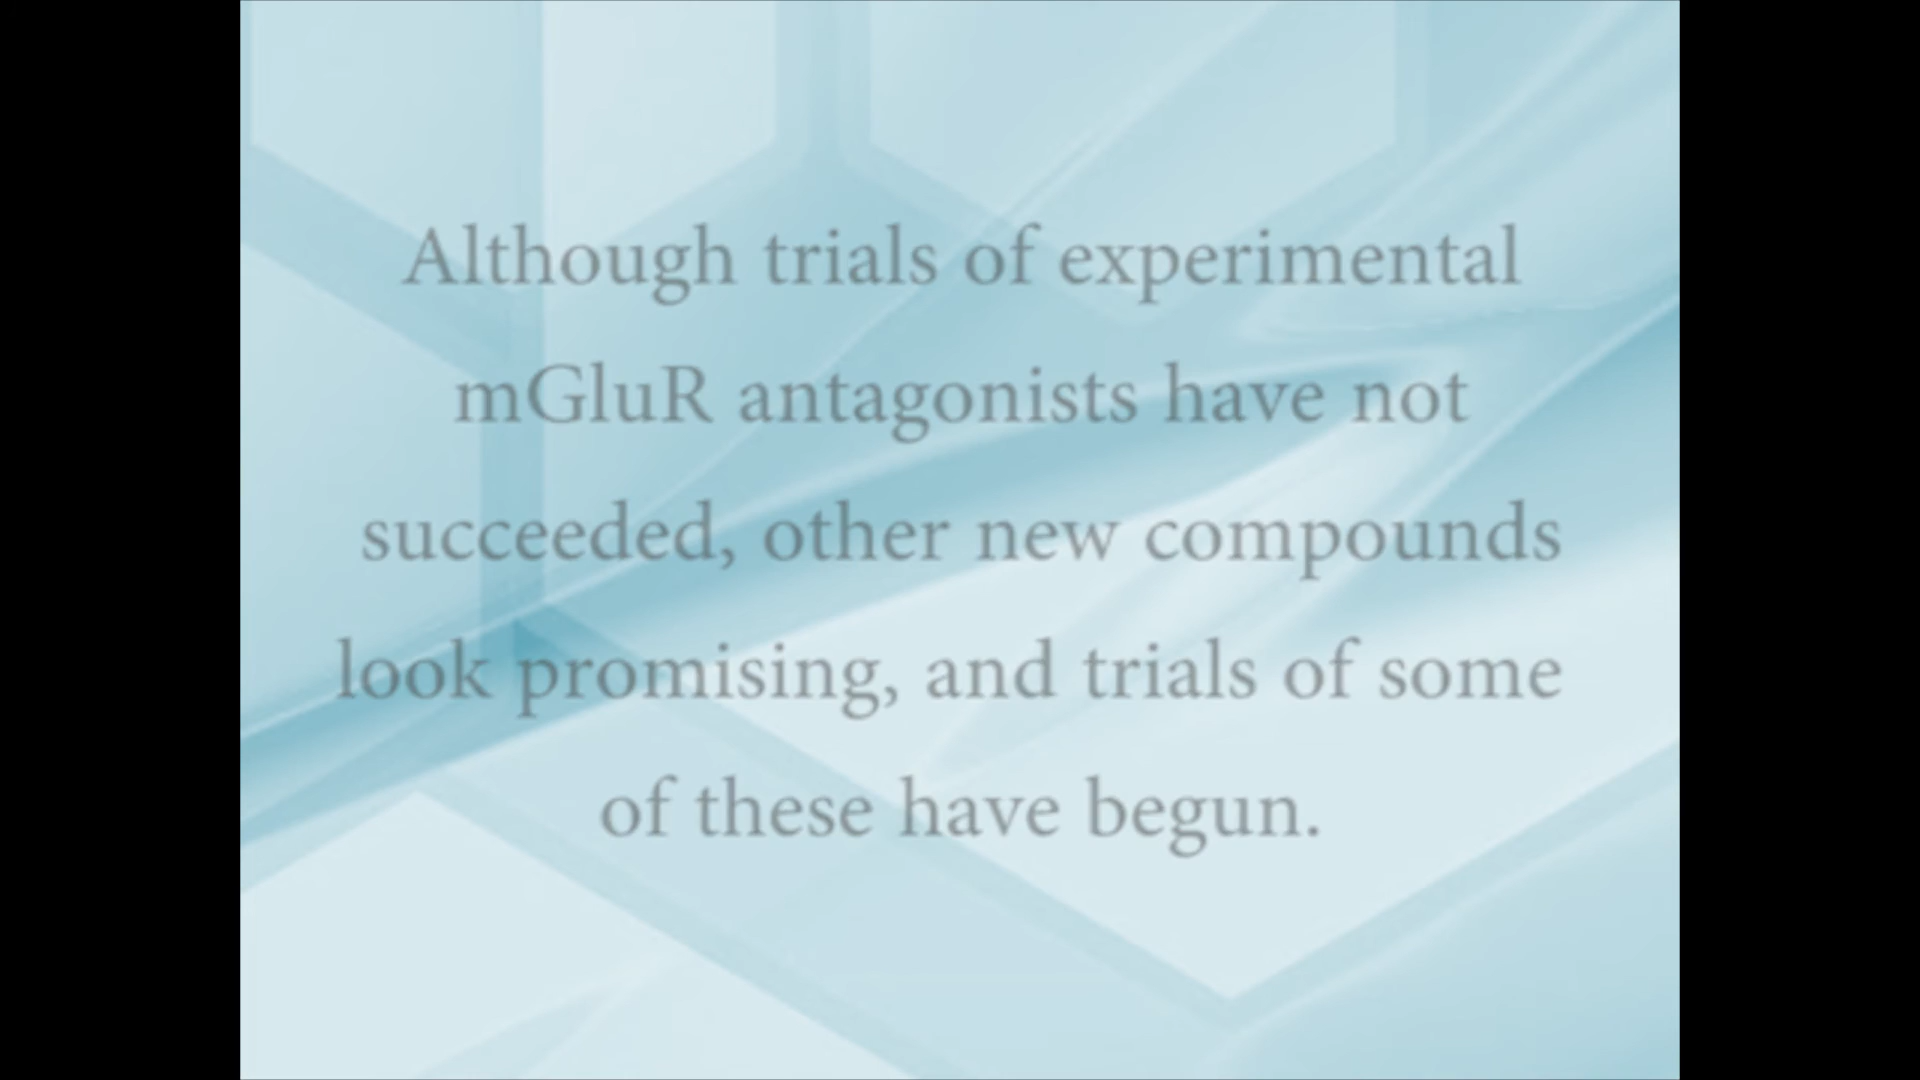 Although trials of experimental
mGluR antagonists have not
succeeded, other new compounds
look promising, and trials of some
of these have begun.